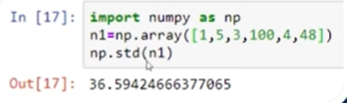 In [17]: import numpy as np
n1=np.array([1,5,3,100,4,48])
np.std(n1)
Out[17]: 36.59424666377065